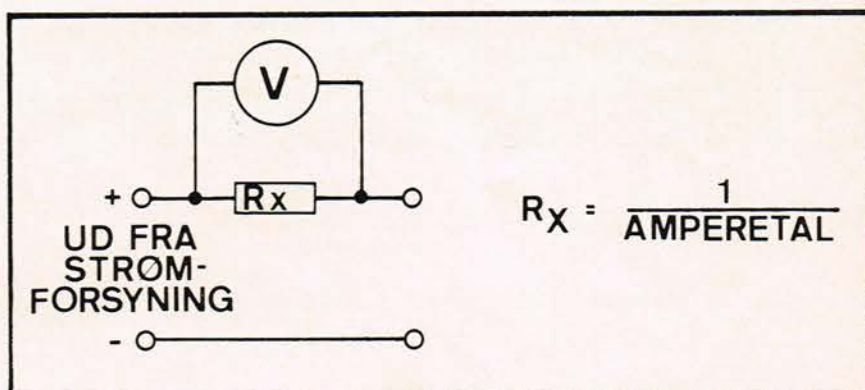 V
+
Rx
UD FRA
STRØM-
FORSYNING
-
RX = 1
AMPERETAL